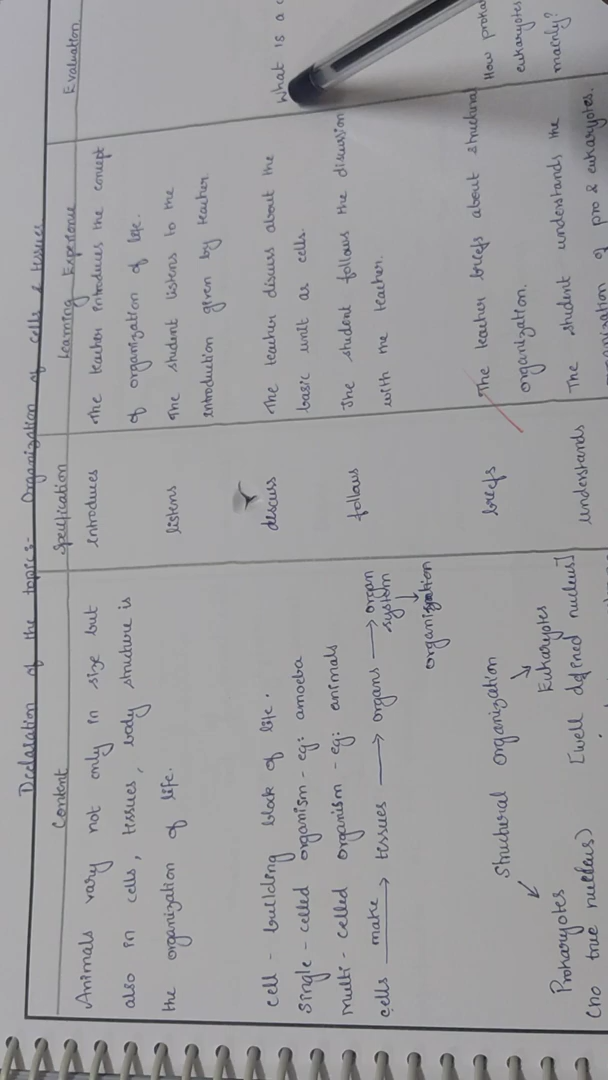 Declaration of the topics:- Organization of cells & tissues
Content
Animals vary not only in size but
also in cells, tissues, body structure is
the organization of life.
cell - building block of life.
Single - celled organism - eg: amoeba
Multi - celled organism - eg: animals
cells make → tissues → organs → organ
system
↓
organization
Structural organization
↙ ↘
Prokaryotes
(no true nucleus)
Eukaryotes
[well defined nucleus]
Specification
introduces
listens
discuss
follows
briefs
understands
Learning Experience
The teacher introduces the concept
of organization of life.
The student listens to the
introduction given by teacher
The teacher discuss about the
basic unit as cells.
The student follows the discussion
with the teacher.
The teacher briefs about structural
organization.
The student understands the
of pro & eukaryotes.
Evaluation
What is a
How
eukaryotes
mainly?